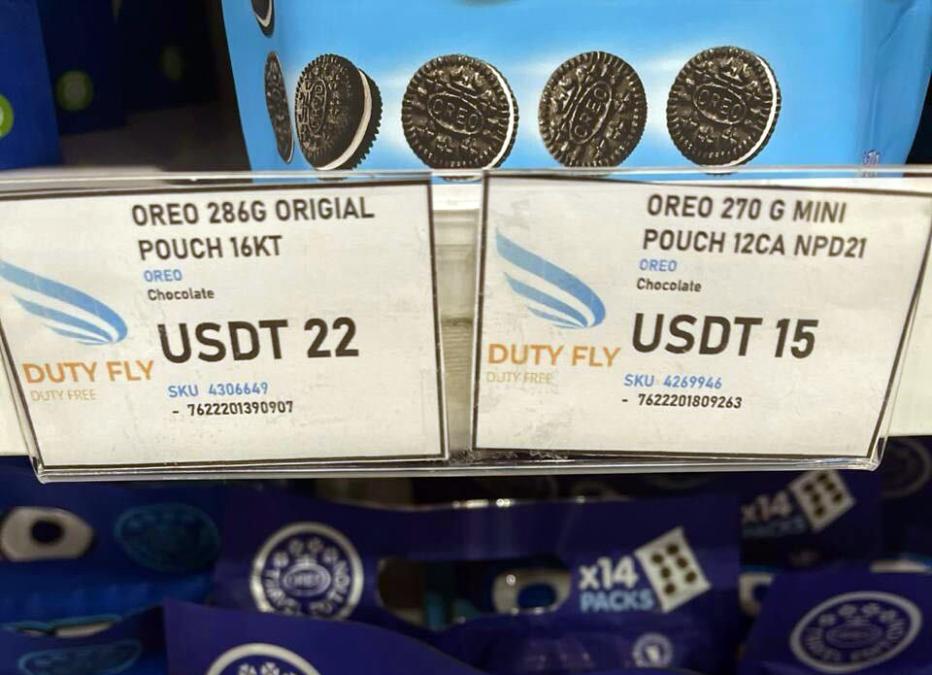 OREO
OREO
OREO
OREO 286G ORIGIAL
POUCH 16KT
OREO
Chocolate
USDT 22
DUTY FLY
DUTY FREE
SKU 4306649
- 7622201390907
OREO 270 G MINI
POUCH 12CA NPD21
OREO
Chocolate
USDT 15
DUTY FLY
DUTY FREE
SKU 4269946
- 7622201809263
x14
PACKS
x14
PACKS
OREO